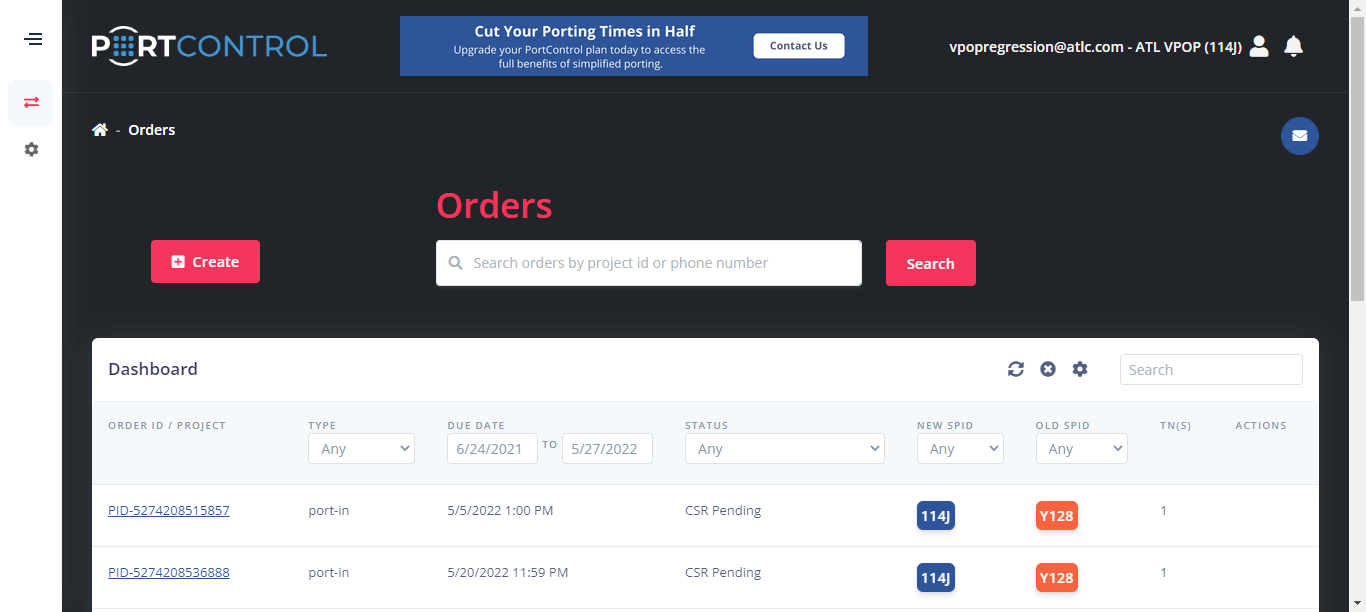 PORTCONTROL
Cut Your Porting Times in Half
Upgrade your PortControl plan today to access the
full benefits of simplified porting.
Contact Us
vpopregression@atlc.com - ATL VPOP (114J)
- Orders
Orders
Create
Search orders by project id or phone number
Search
Dashboard
Search
ORDER ID / PROJECT TYPE DUE DATE STATUS NEW SPID OLD SPID TN(S) ACTIONS
Any 6/24/2021 TO 5/27/2022 Any Any Any
PID-5274208515857 port-in 5/5/2022 1:00 PM CSR Pending 114J Y128 1
PID-5274208536888 port-in 5/20/2022 11:59 PM CSR Pending 114J Y128 1